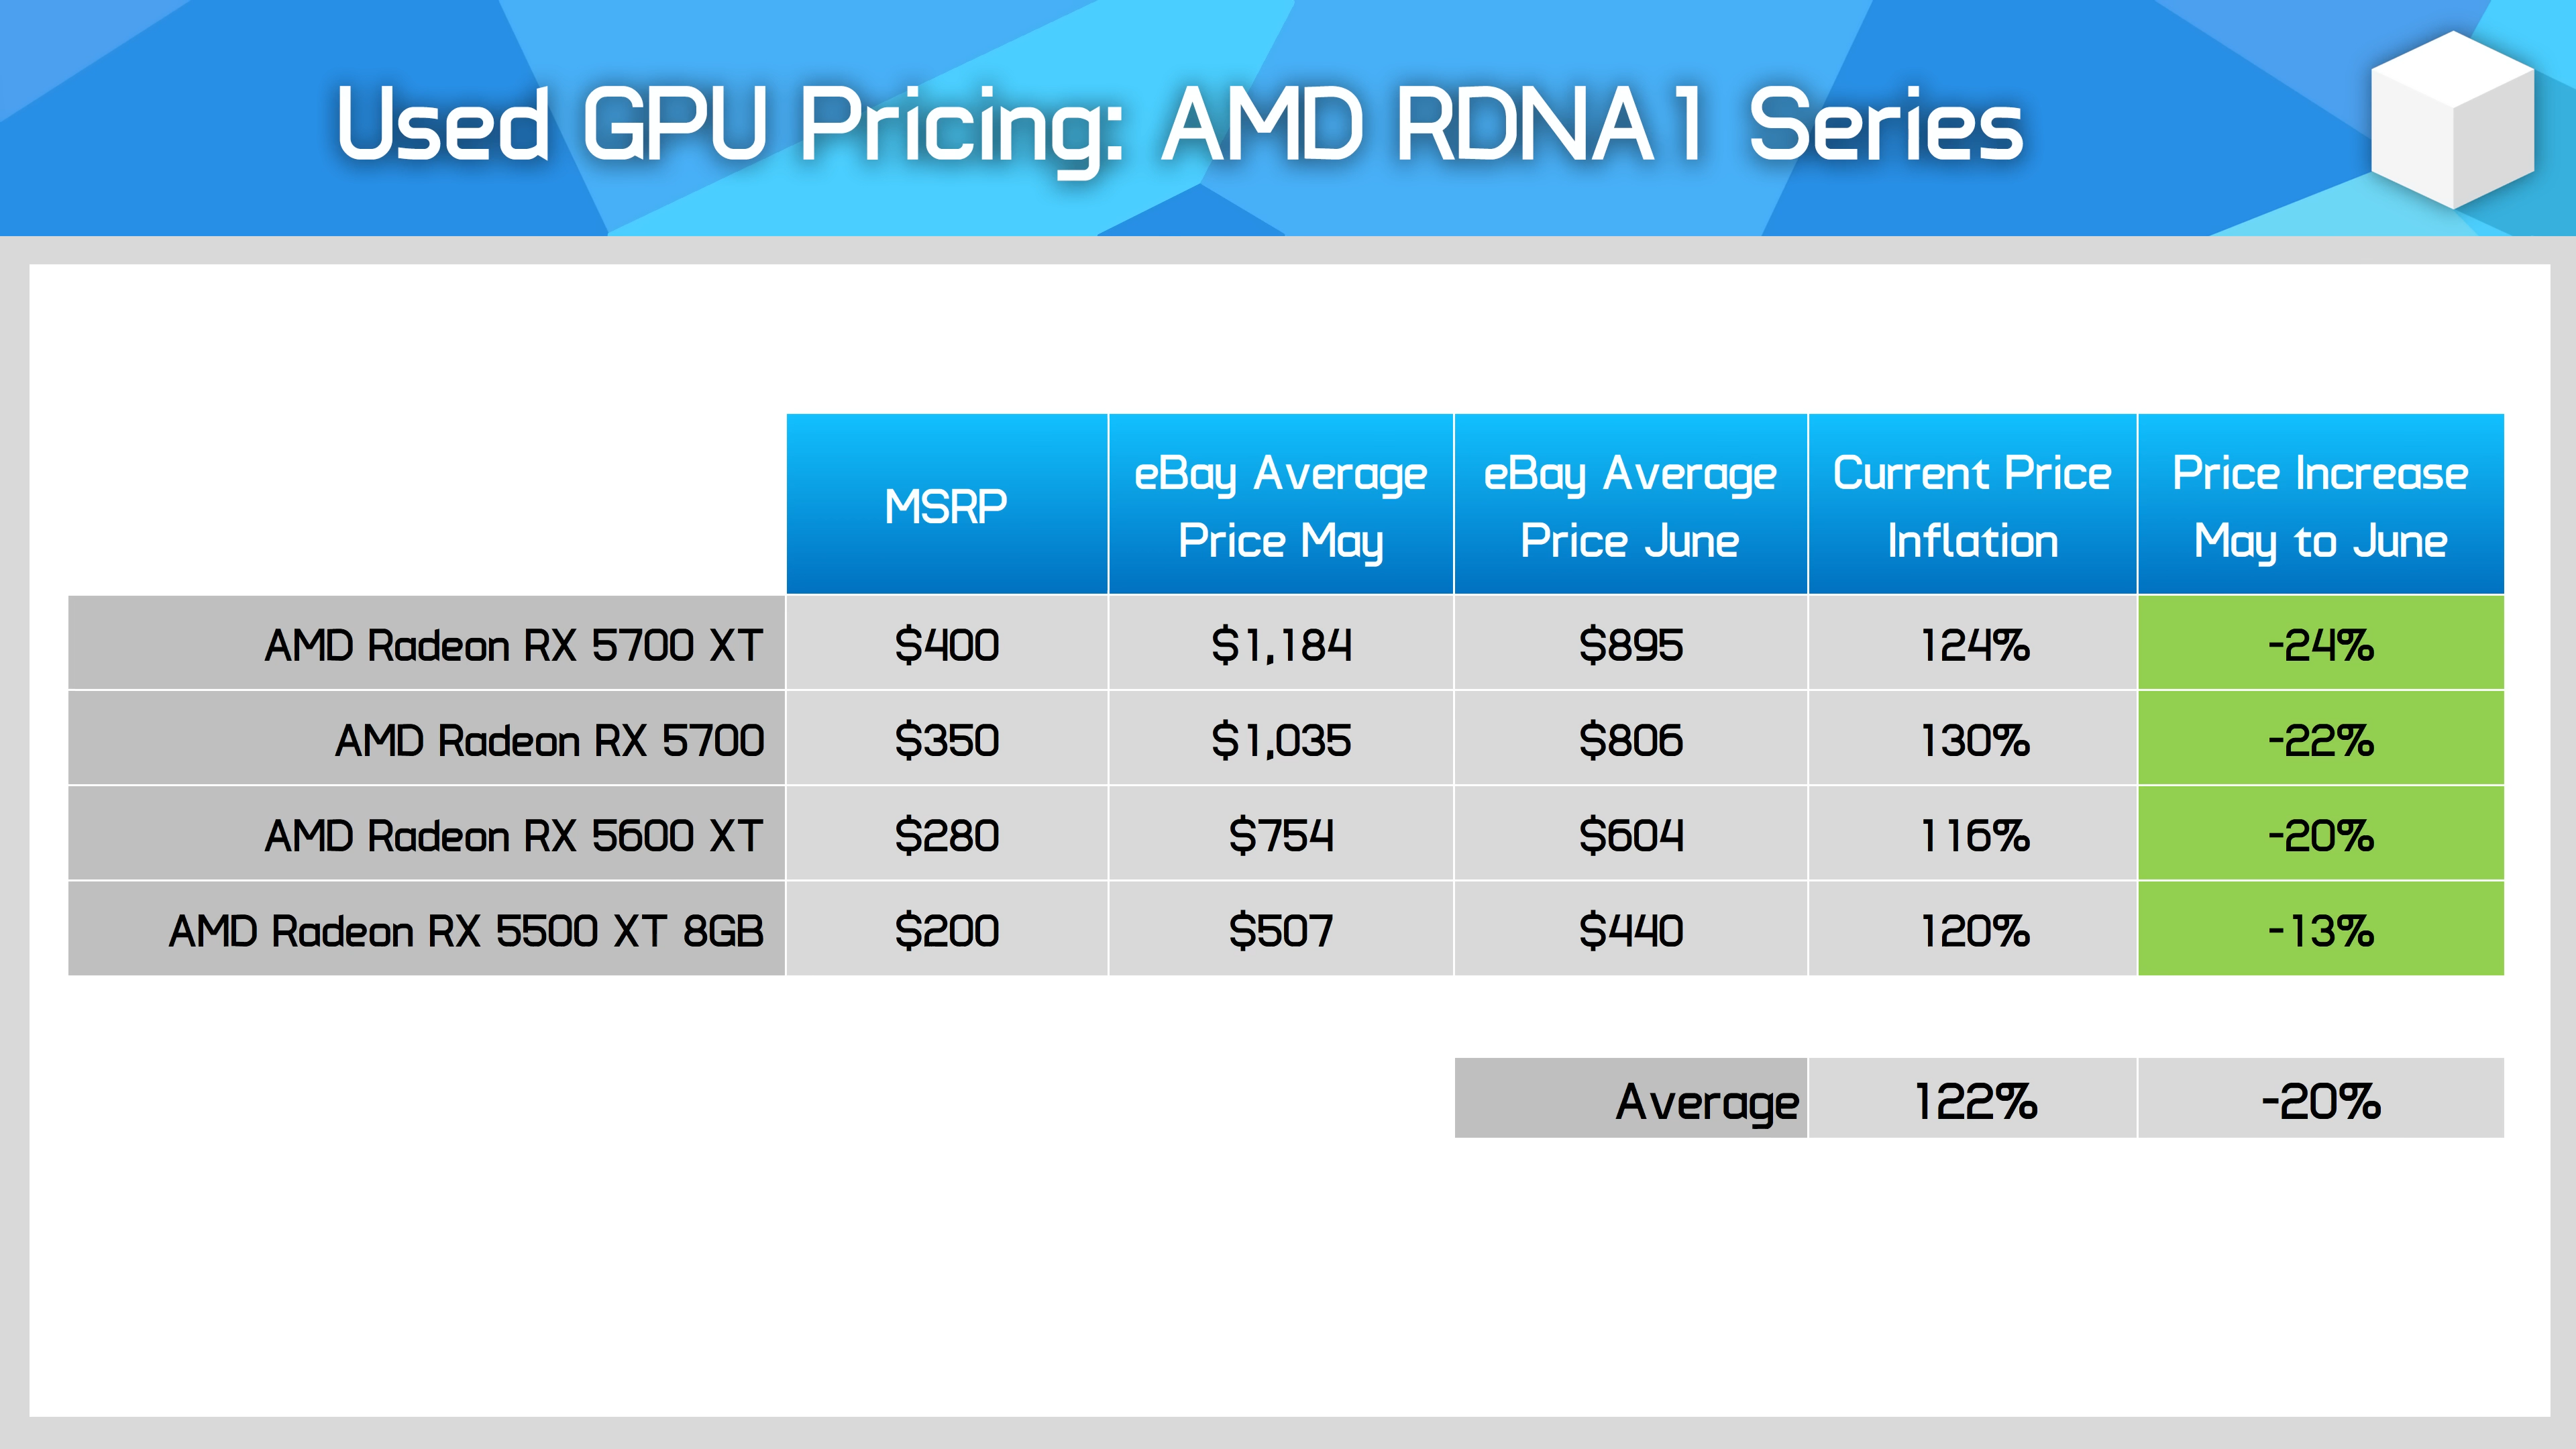 Used GPU Pricing: AMD RDNA1 Series
MSRP
eBay Average
Price May
eBay Average
Price June
Current Price
Inflation
Price Increase
May to June
AMD Radeon RX 5700 XT $400 $1,184 $895 124% -24%
AMD Radeon RX 5700 $350 $1,035 $806 130% -22%
AMD Radeon RX 5600 XT $280 $754 $604 116% -20%
AMD Radeon RX 5500 XT 8GB $200 $507 $440 120% -13%
Average 122% -20%